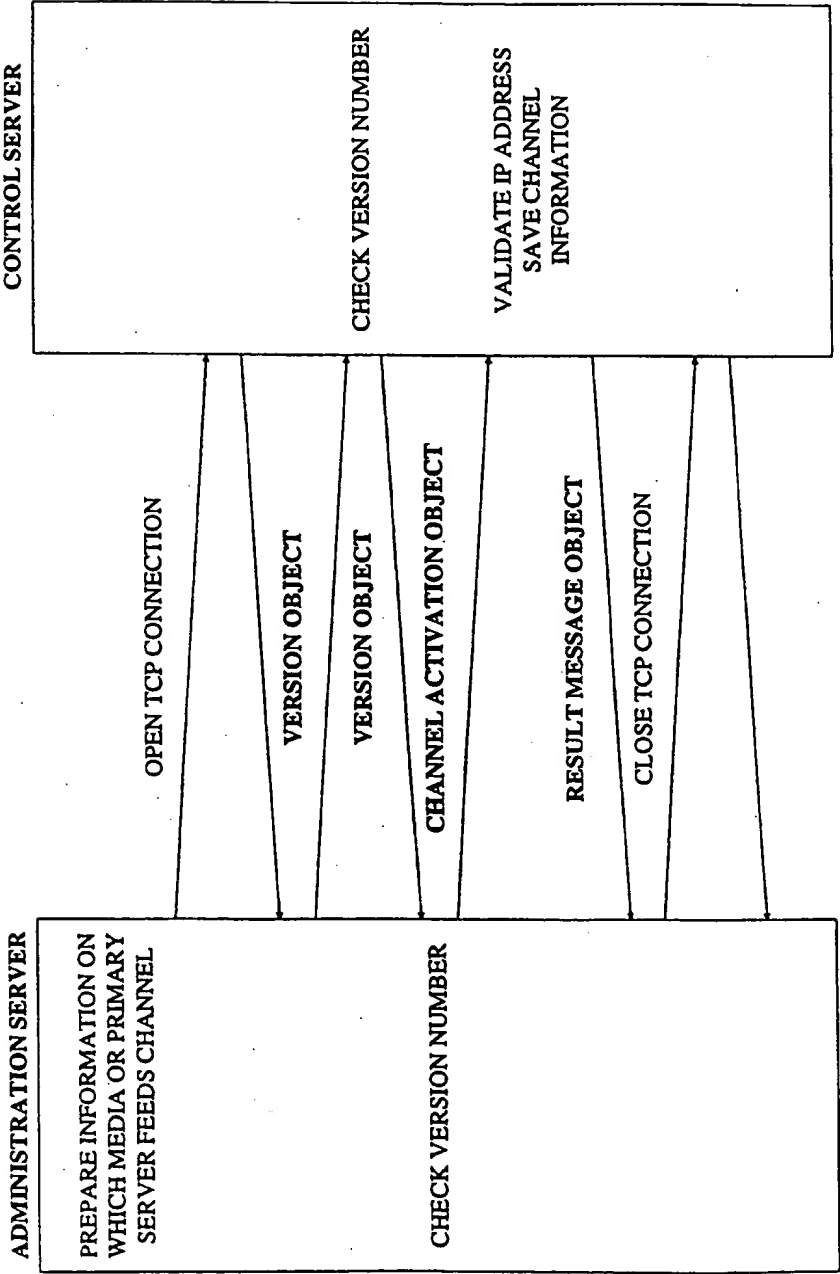 ADMINISTRATION SERVER
PREPARE INFORMATION ON
WHICH MEDIA OR PRIMARY
SERVER FEEDS CHANNEL
CHECK VERSION NUMBER
OPEN TCP CONNECTION
VERSION OBJECT
VERSION OBJECT
CHANNEL ACTIVATION OBJECT
RESULT MESSAGE OBJECT
CLOSE TCP CONNECTION
CONTROL SERVER
CHECK VERSION NUMBER
VALIDATE IP ADDRESS
SAVE CHANNEL
INFORMATION